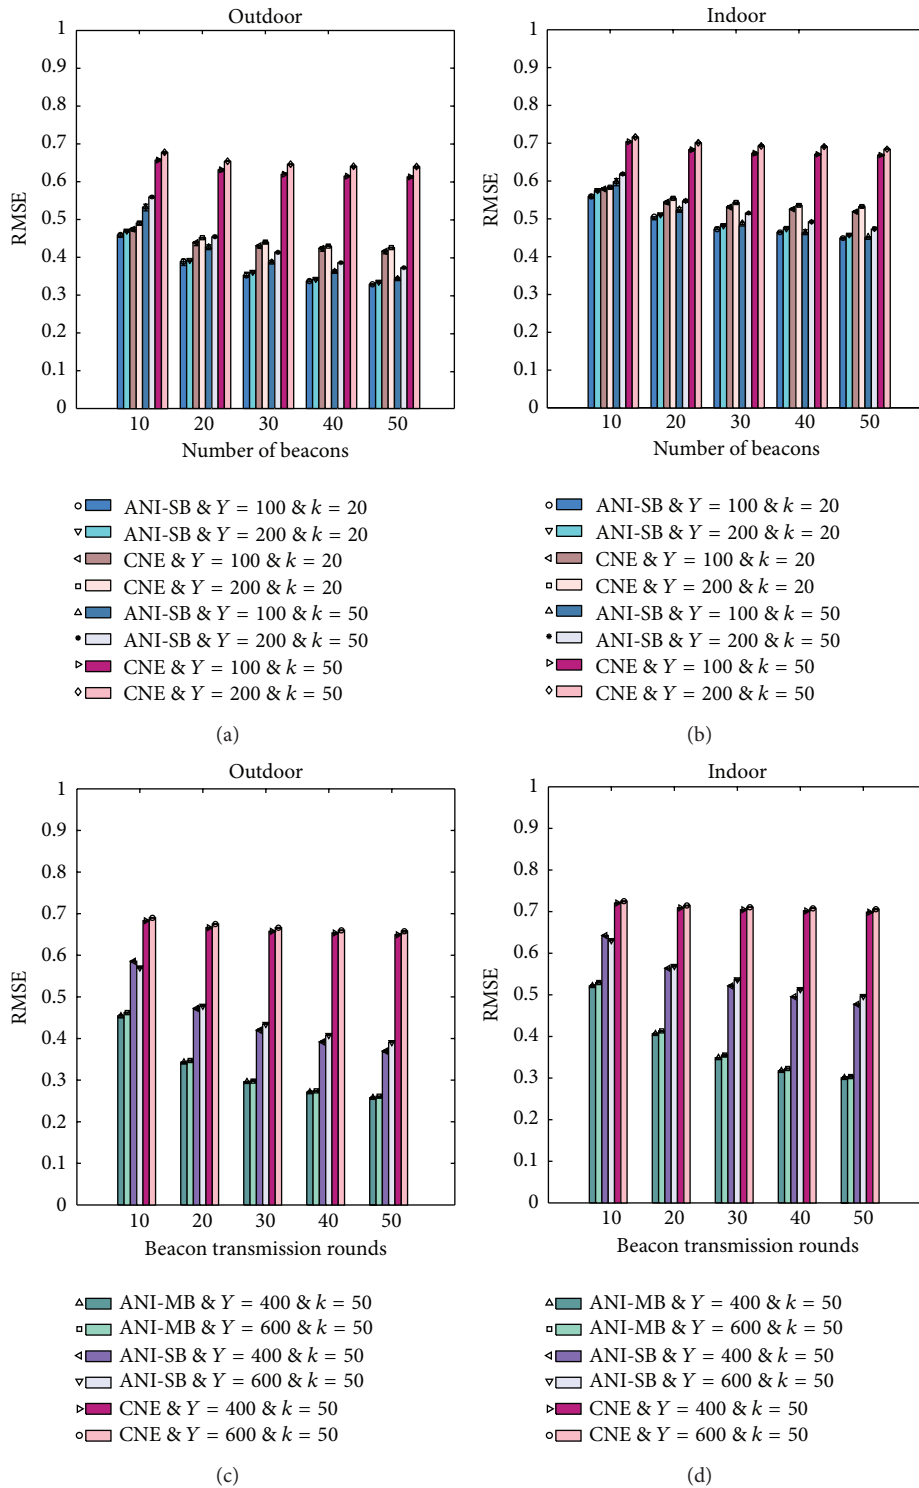 Outdoor
1
0.9
0.8
0.7
0.6
0.5
0.4
0.3
0.2
0.1
0
RMSE
10 20 30 40 50
Number of beacons
ANI-SB & Y = 100 & k = 20
ANI-SB & Y = 200 & k = 20
CNE & Y = 100 & k = 20
CNE & Y = 200 & k = 20
ANI-SB & Y = 100 & k = 50
ANI-SB & Y = 200 & k = 50
CNE & Y = 100 & k = 50
CNE & Y = 200 & k = 50
(a)
Indoor
1
0.9
0.8
0.7
0.6
0.5
0.4
0.3
0.2
0.1
0
RMSE
10 20 30 40 50
Number of beacons
ANI-SB & Y = 100 & k = 20
ANI-SB & Y = 200 & k = 20
CNE & Y = 100 & k = 20
CNE & Y = 200 & k = 20
ANI-SB & Y = 100 & k = 50
ANI-SB & Y = 200 & k = 50
CNE & Y = 100 & k = 50
CNE & Y = 200 & k = 50
(b)
Outdoor
1
0.9
0.8
0.7
0.6
0.5
0.4
0.3
0.2
0.1
0
RMSE
10 20 30 40 50
Beacon transmission rounds
ANI-MB & Y = 400 & k = 50
ANI-MB & Y = 600 & k = 50
ANI-SB & Y = 400 & k = 50
ANI-SB & Y = 600 & k = 50
CNE & Y = 400 & k = 50
CNE & Y = 600 & k = 50
(c)
Indoor
1
0.9
0.8
0.7
0.6
0.5
0.4
0.3
0.2
0.1
0
RMSE
10 20 30 40 50
Beacon transmission rounds
ANI-MB & Y = 400 & k = 50
ANI-MB & Y = 600 & k = 50
ANI-SB & Y = 400 & k = 50
ANI-SB & Y = 600 & k = 50
CNE & Y = 400 & k = 50
CNE & Y = 600 & k = 50
(d)